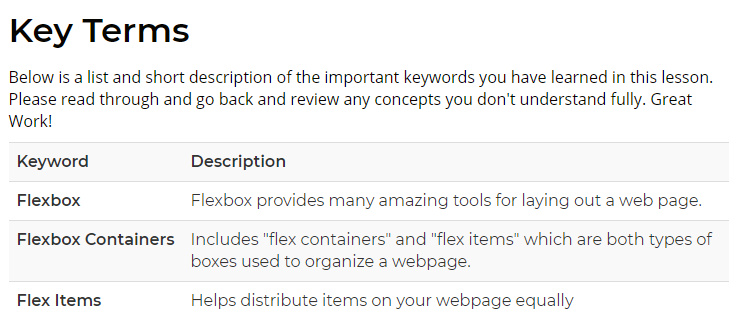 Key Terms
Below is a list and short description of the important keywords you have learned in this lesson.
Please read through and go back and review any concepts you don't understand fully. Great
Work!
Keyword Description
Flexbox Flexbox provides many amazing tools for laying out a web page.
Flexbox Containers Includes "flex containers" and "flex items" which are both types of
boxes used to organize a webpage.
Flex Items Helps distribute items on your webpage equally